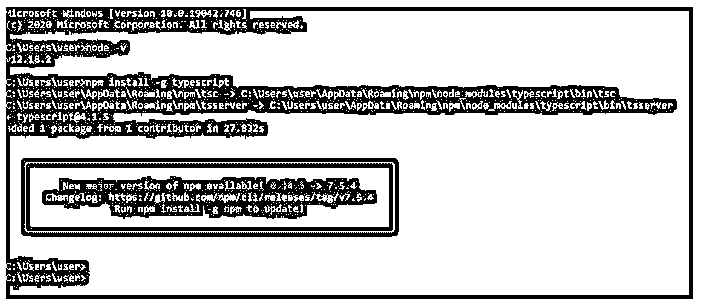 Microsoft Windows [Version 10.0.19042.746]
(c) 2020 Microsoft Corporation. All rights reserved.
C:\Users\user>node -v
v12.18.2
C:\Users\user>npm install -g typescript
C:\Users\user\AppData\Roaming\npm\tsc -> C:\Users\user\AppData\Roaming\npm\node_modules\typescript\bin\tsc
C:\Users\user\AppData\Roaming\npm\tsserver -> C:\Users\user\AppData\Roaming\npm\node_modules\typescript\bin\tsserver
+ typescript@4.1.5
added 1 package from 1 contributor in 27.832s
New major version of npm available! 6.14.5 -> 7.5.4
Changelog: https://github.com/npm/cli/releases/tag/v7.5.4
Run npm install -g npm to update!
C:\Users\user>
C:\Users\user>